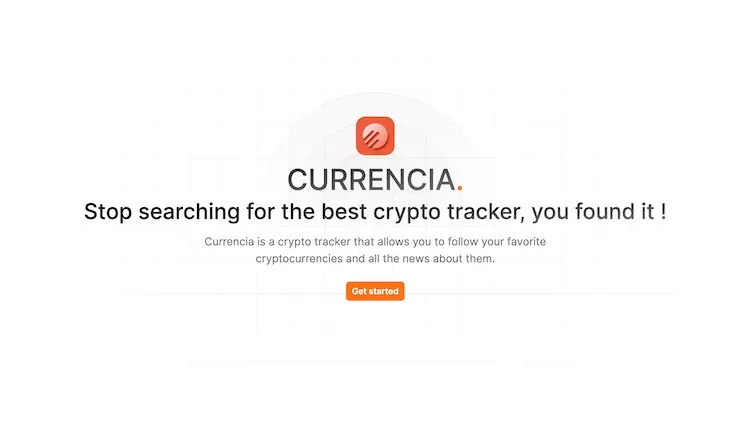 CURRENCIA.
Stop searching for the best crypto tracker, you found it !
Currencia is a crypto tracker that allows you to follow your favorite
cryptocurrencies and all the news about them.
Get started